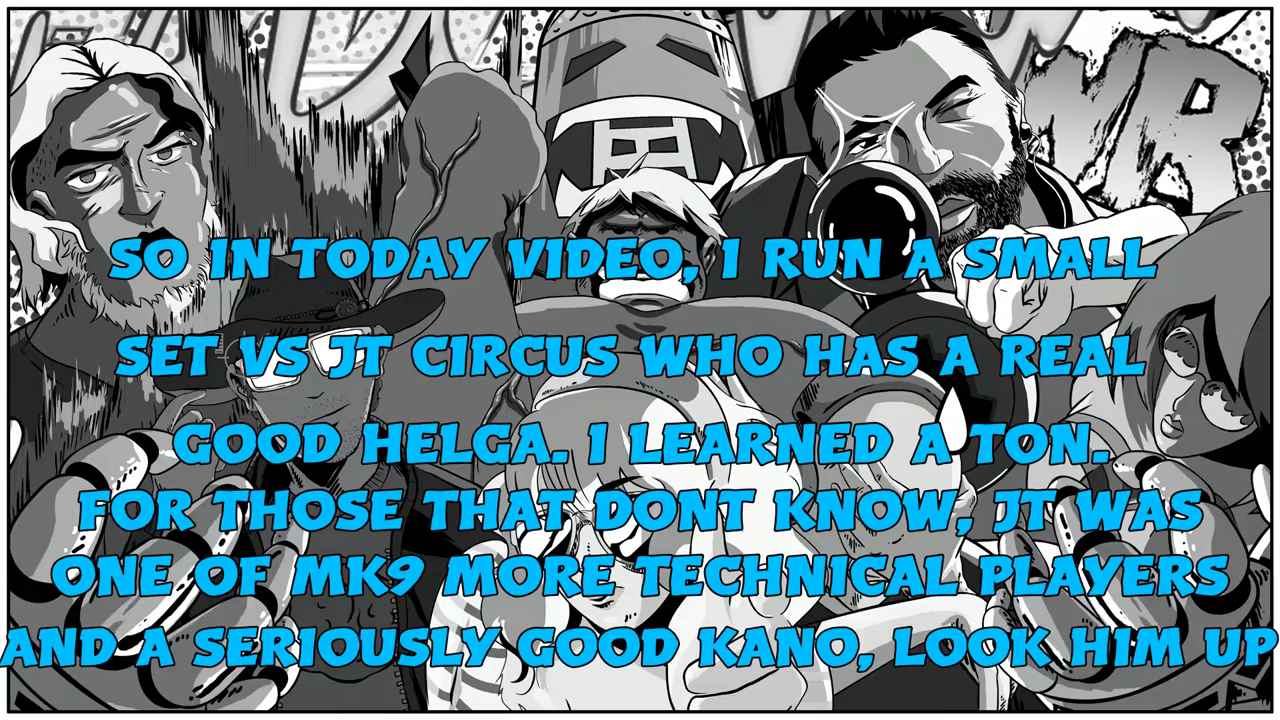 SO IN TODAY VIDEO, I RUN A SMALL
SET VS JT CIRCUS WHO HAS A REAL
GOOD HELGA. I LEARNED A TON.
FOR THOSE THAT DONT KNOW, JT WAS
ONE OF MK9 MORE TECHNICAL PLAYERS
AND A SERIOUSLY GOOD KANO, LOOK HIM UP